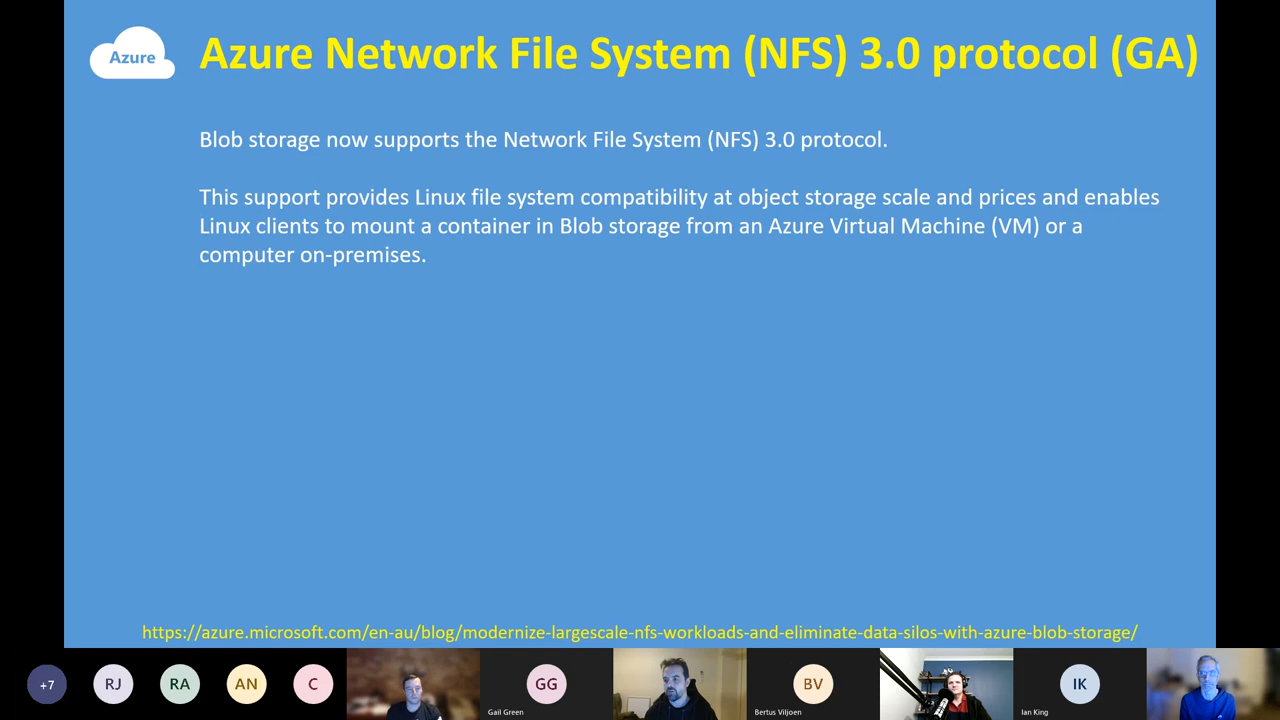 Azure
Azure Network File System (NFS) 3.0 protocol (GA)
Blob storage now supports the Network File System (NFS) 3.0 protocol.
This support provides Linux file system compatibility at object storage scale and prices and enables
Linux clients to mount a container in Blob storage from an Azure Virtual Machine (VM) or a
computer on-premises.
https://azure.microsoft.com/en-au/blog/modernize-largescale-nfs-workloads-and-eliminate-data-silos-with-azure-blob-storage/
+7
RJ
RA
AN
C
GG
Gail Green
BV
Bertus Viljoen
IK
Ian King